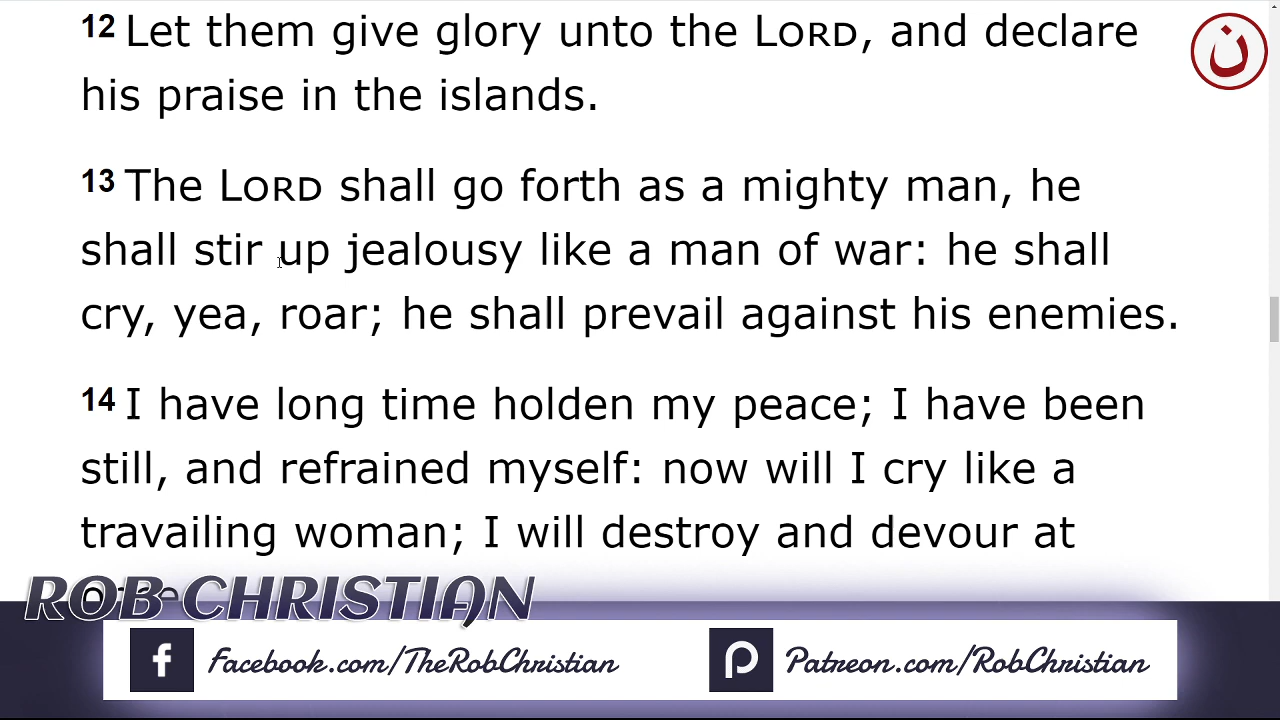 12 Let them give glory unto the LORD, and declare
his praise in the islands.
ن
13 The LORD shall go forth as a mighty man, he
shall stir up jealousy like a man of war: he shall
cry, yea, roar; he shall prevail against his enemies.
14 I have long time holden my peace; I have been
still, and refrained myself: now will I cry like a
travailing woman; I will destroy and devour at
ROB CHRISTIAN
f Facebook.com/TheRobChristian
Patreon.com/RobChristian